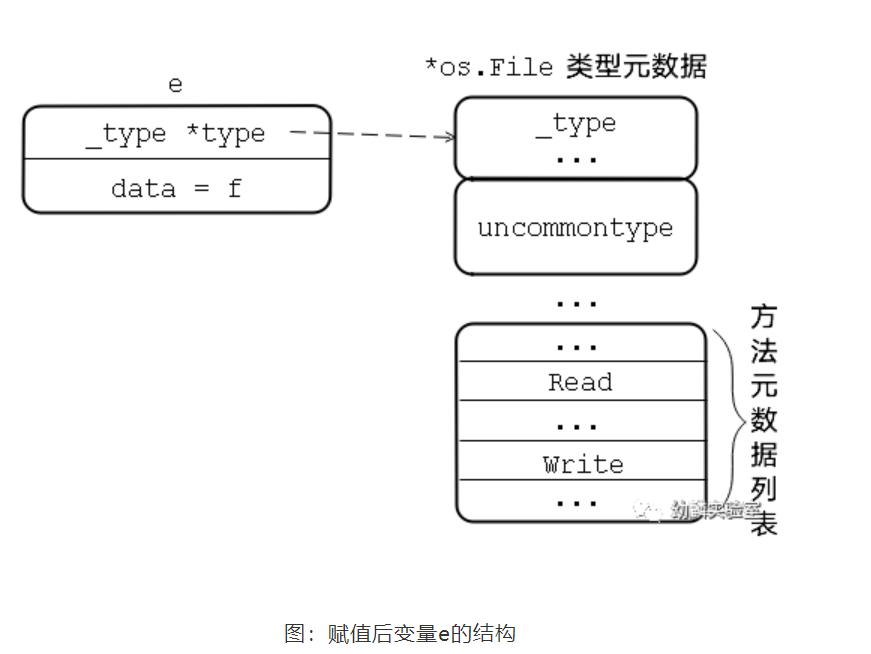 *os.File 类型元数据
e
_type *type
data = f
_type
...
uncommontype
...
...
Read
...
Write
...
方法元数据列表
幼麟实验室
图：赋值后变量e的结构